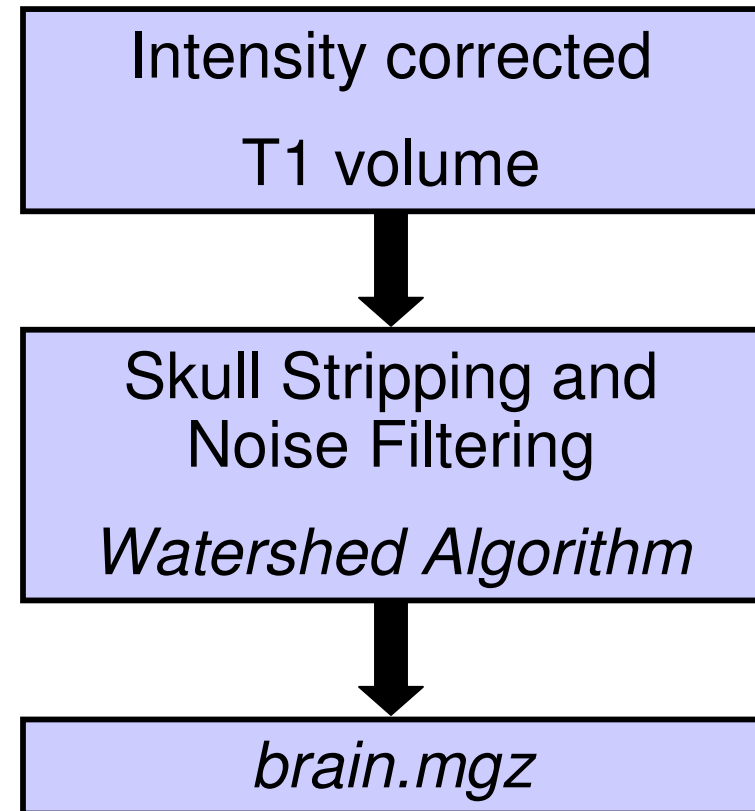 Intensity corrected
T1 volume
Skull Stripping and
Noise Filtering
Watershed Algorithm
brain.mgz